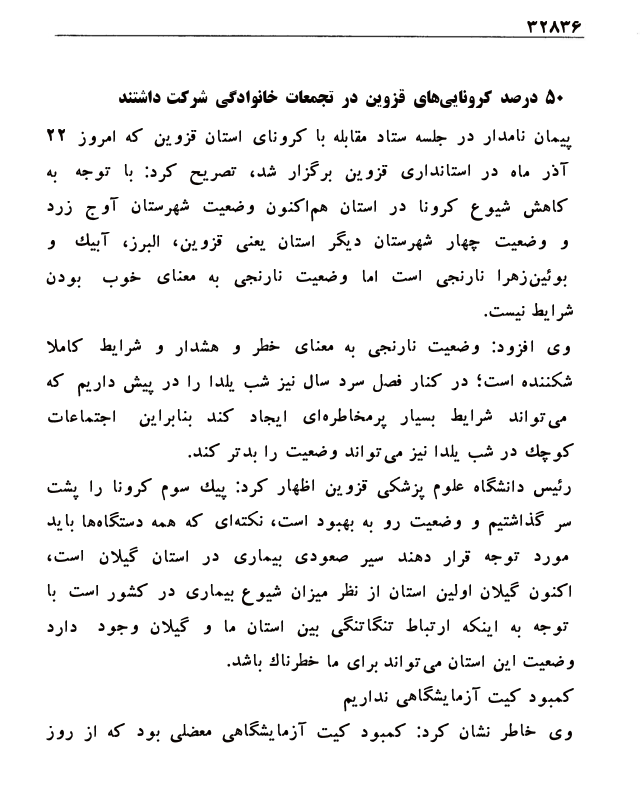 ۳۲۸۳۶
۵۰ درصد کرونایی‌های قزوین در تجمعات خانوادگی شرکت داشتند
پیمان نامدار در جلسه ستاد مقابله با کرونای استان قزوین که امروز ۲۲
آذر ماه در استانداری قزوین برگزار شد، تصریح کرد: با توجه به
کاهش شیوع کرونا در استان هم‌اکنون وضعیت شهرستان آوج زرد
و وضعیت چهار شهرستان دیگر استان یعنی قزوین، البرز، آبیک و
بوئین‌زهرا نارنجی است اما وضعیت نارنجی به معنای خوب بودن
شرایط نیست.
وی افزود: وضعیت نارنجی به معنای خطر و هشدار و شرایط کاملا
شکننده است؛ در کنار فصل سرد سال نیز شب یلدا را در پیش داریم که
می‌تواند شرایط بسیار پرمخاطره‌ای ایجاد کند بنابراین اجتماعات
کوچک در شب یلدا نیز می‌تواند وضعیت را بدتر کند.
رئیس دانشگاه علوم پزشکی قزوین اظهار کرد: پیک سوم کرونا را پشت
سر گذاشتیم و وضعیت رو به بهبود است، نکته‌ای که همه دستگاه‌ها باید
مورد توجه قرار دهند سیر صعودی بیماری در استان گیلان است،
اکنون گیلان اولین استان از نظر میزان شیوع بیماری در کشور است با
توجه به اینکه ارتباط تنگاتنگی بین استان ما و گیلان وجود دارد
وضعیت این استان می‌تواند برای ما خطرناک باشد.
کمبود کیت آزمایشگاهی نداریم
وی خاطر نشان کرد: کمبود کیت آزمایشگاهی معضلی بود که از روز